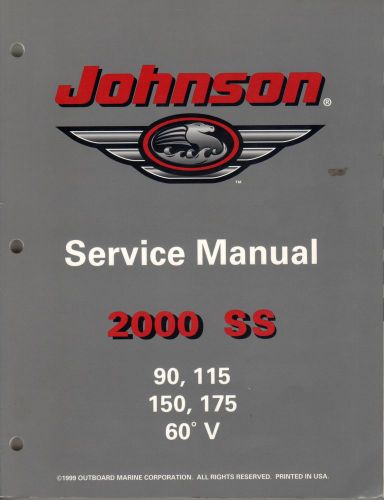 Johnson®
™
Service Manual
2000 SS
90, 115
150, 175
60° V
©1999 OUTBOARD MARINE CORPORATION. ALL RIGHTS RESERVED. PRINTED IN USA.